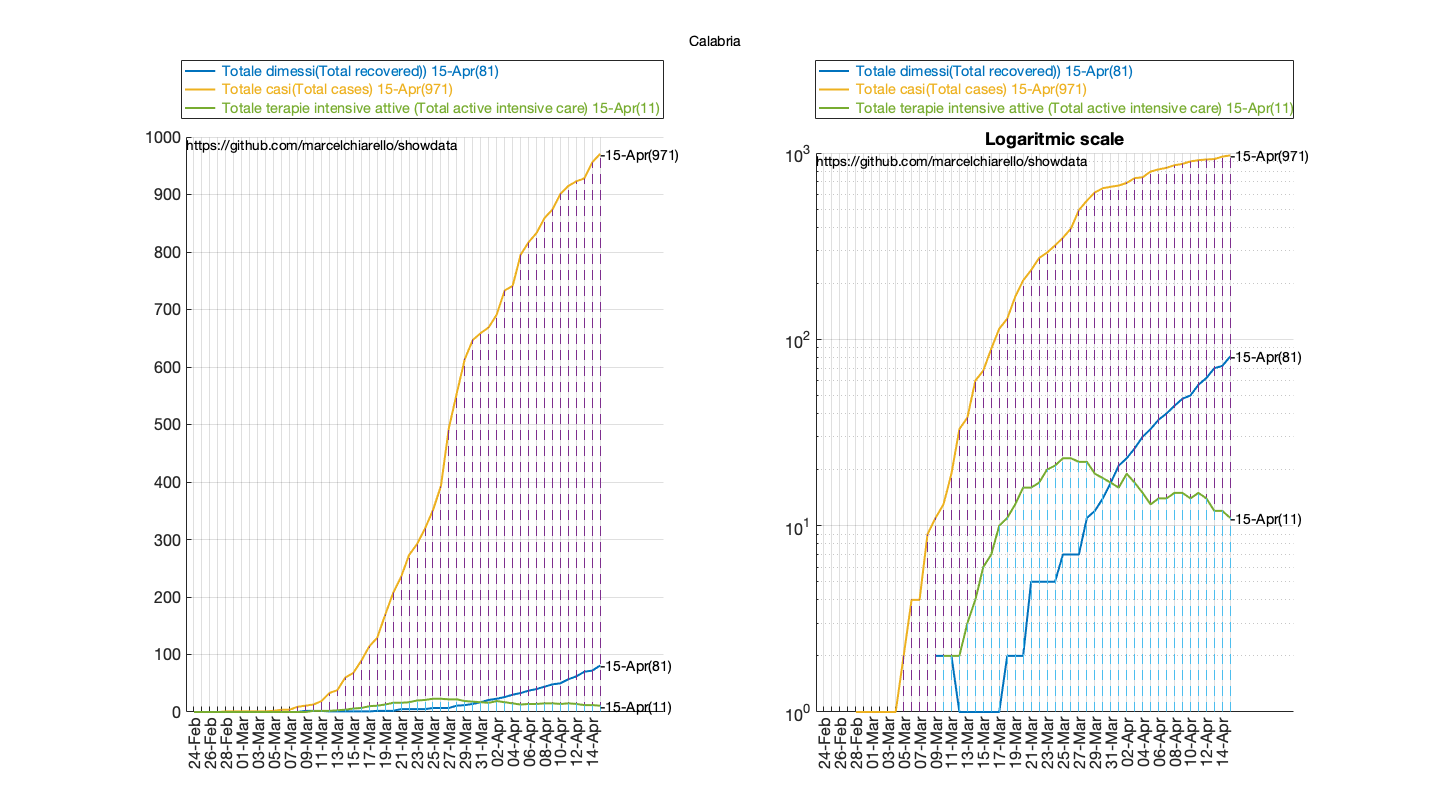 Calabria
Totale dimessi(Total recovered)) 15-Apr(81)
Totale casi(Total cases) 15-Apr(971)
Totale terapie intensive attive (Total active intensive care) 15-Apr(11)
https://github.com/marcelchiarello/showdata
1000
900
800
700
600
500
400
300
200
100
0
15-Apr(971)
15-Apr(81)
15-Apr(11)
24-Feb
26-Feb
28-Feb
01-Mar
03-Mar
05-Mar
07-Mar
09-Mar
11-Mar
13-Mar
15-Mar
17-Mar
19-Mar
21-Mar
23-Mar
25-Mar
27-Mar
29-Mar
31-Mar
02-Apr
04-Apr
06-Apr
08-Apr
10-Apr
12-Apr
14-Apr
Totale dimessi(Total recovered)) 15-Apr(81)
Totale casi(Total cases) 15-Apr(971)
Totale terapie intensive attive (Total active intensive care) 15-Apr(11)
Logaritmic scale
https://github.com/marcelchiarello/showdata
10^3
10^2
10^1
10^0
15-Apr(971)
15-Apr(81)
15-Apr(11)
24-Feb
26-Feb
28-Feb
01-Mar
03-Mar
05-Mar
07-Mar
09-Mar
11-Mar
13-Mar
15-Mar
17-Mar
19-Mar
21-Mar
23-Mar
25-Mar
27-Mar
29-Mar
31-Mar
02-Apr
04-Apr
06-Apr
08-Apr
10-Apr
12-Apr
14-Apr